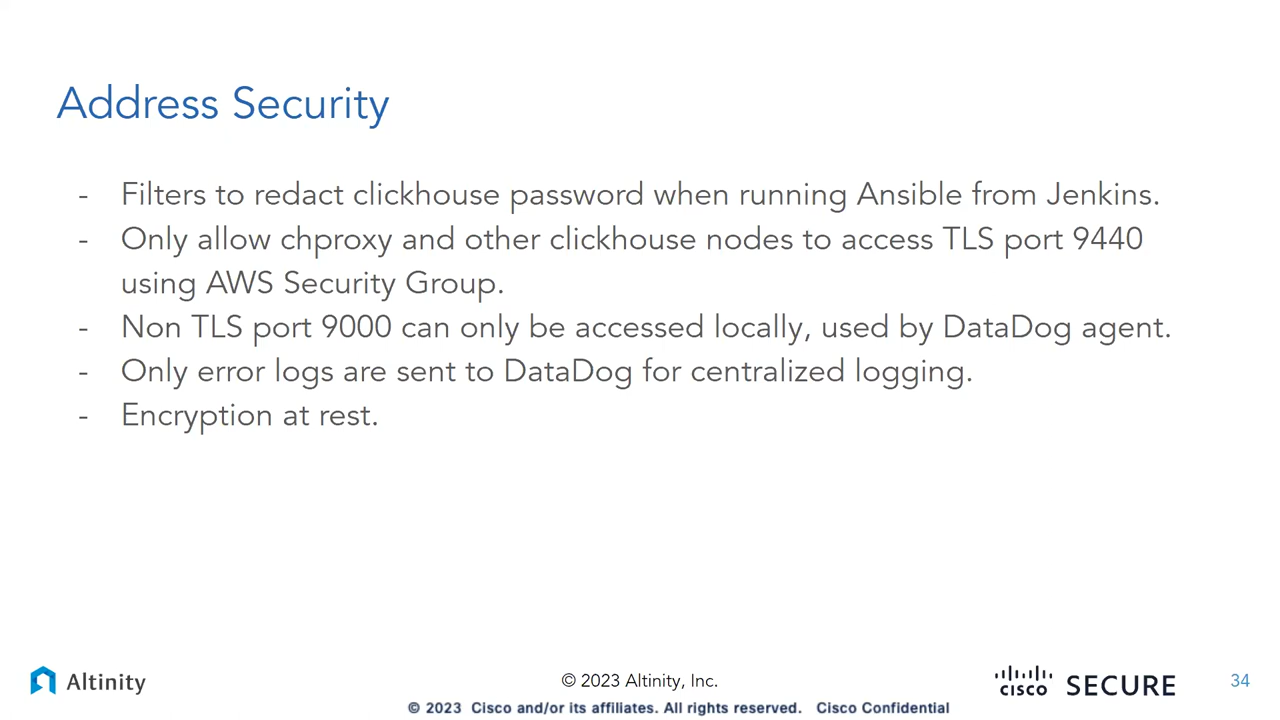 Address Security
- Filters to redact clickhouse password when running Ansible from Jenkins.
- Only allow chproxy and other clickhouse nodes to access TLS port 9440
using AWS Security Group.
- Non TLS port 9000 can only be accessed locally, used by DataDog agent.
- Only error logs are sent to DataDog for centralized logging.
- Encryption at rest.
Altinity
© 2023 Altinity, Inc.
CISCO SECURE
34
© 2023 Cisco and/or its affiliates. All rights reserved. Cisco Confidential